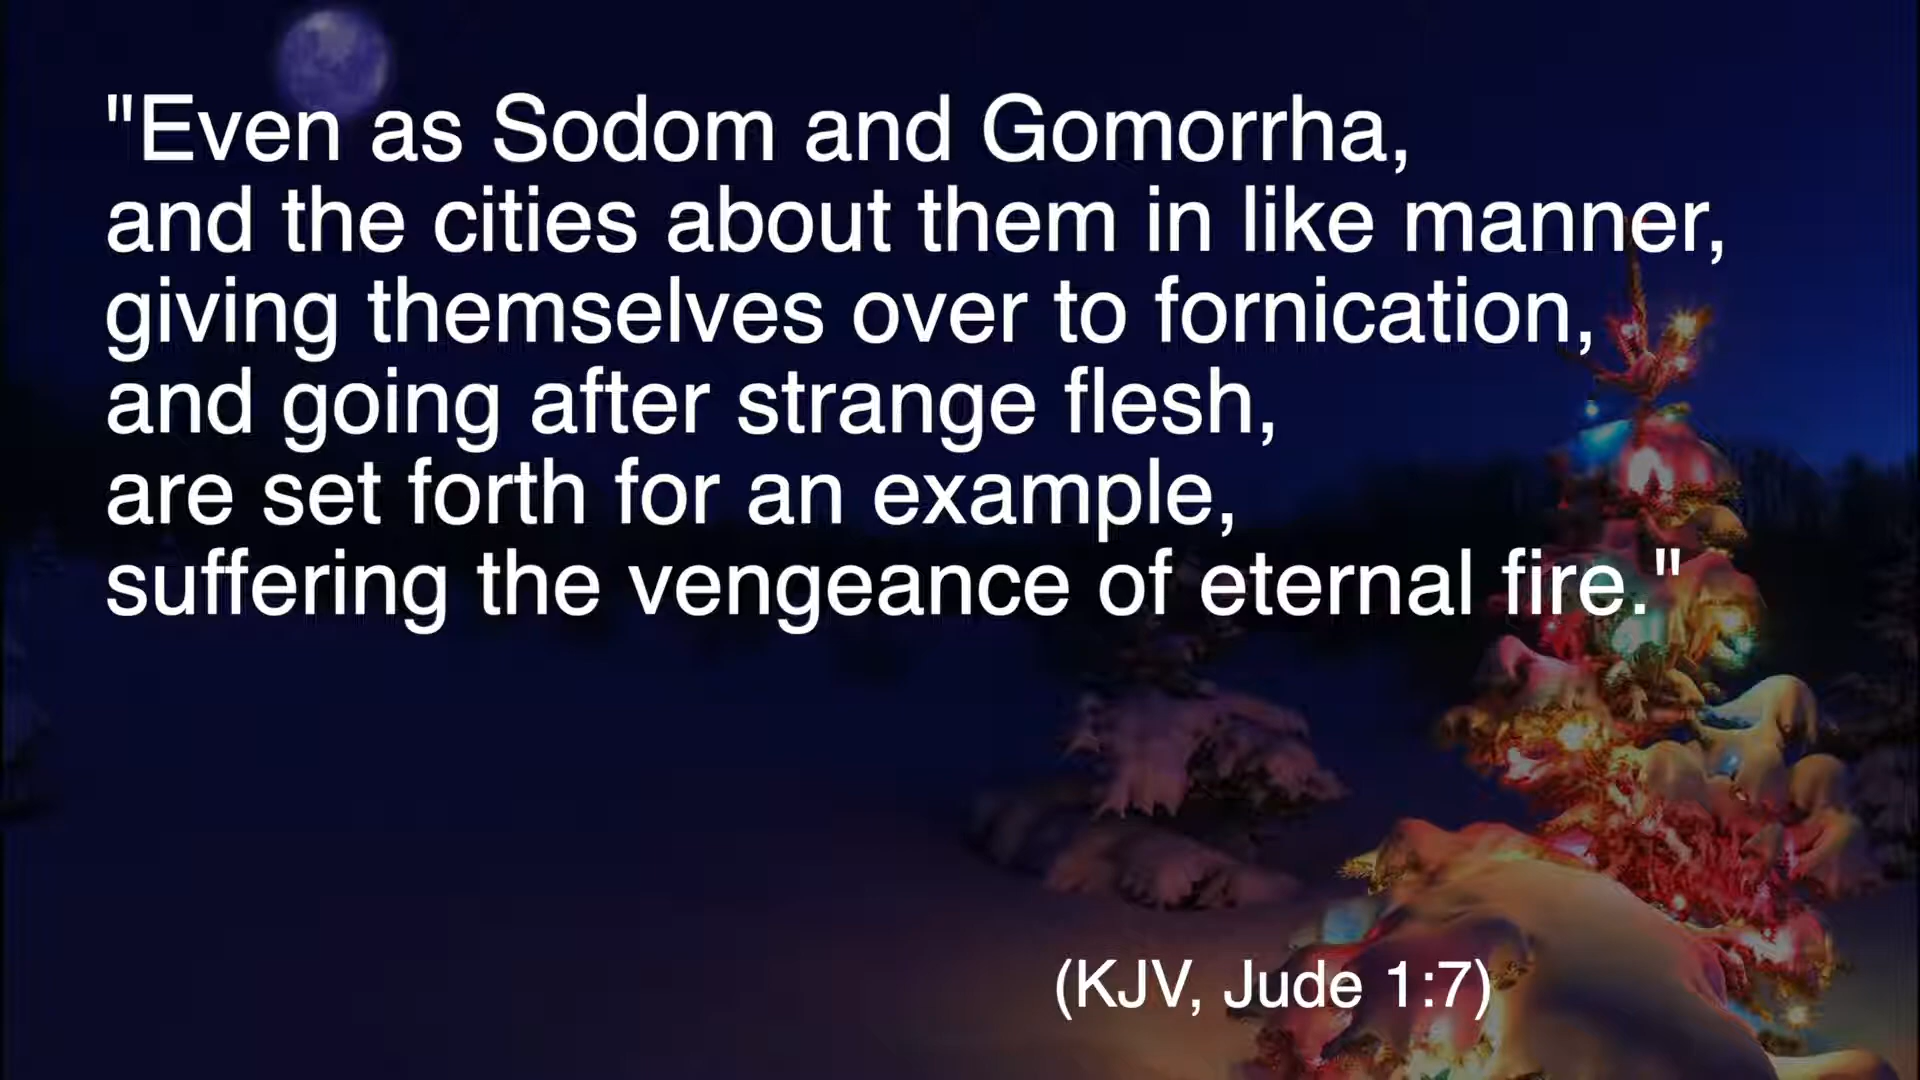 "Even as Sodom and Gomorrha,
and the cities about them in like manner,
giving themselves over to fornication,
and going after strange flesh,
are set forth for an example,
suffering the vengeance of eternal fire."
(KJV, Jude 1:7)